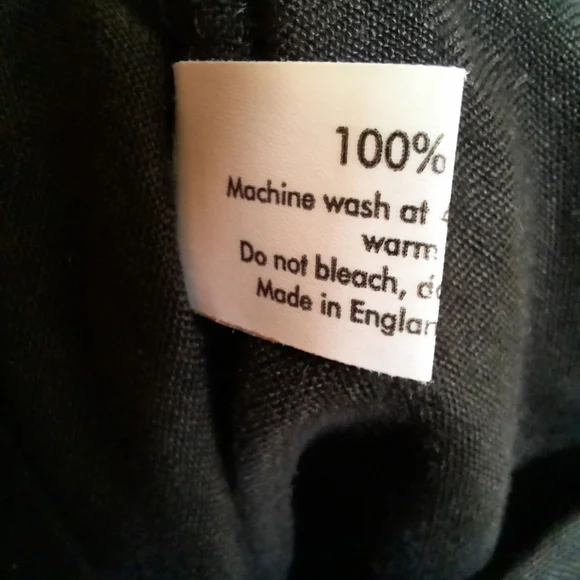 100%
Machine wash at
warm
Do not bleach,
Made in Englan